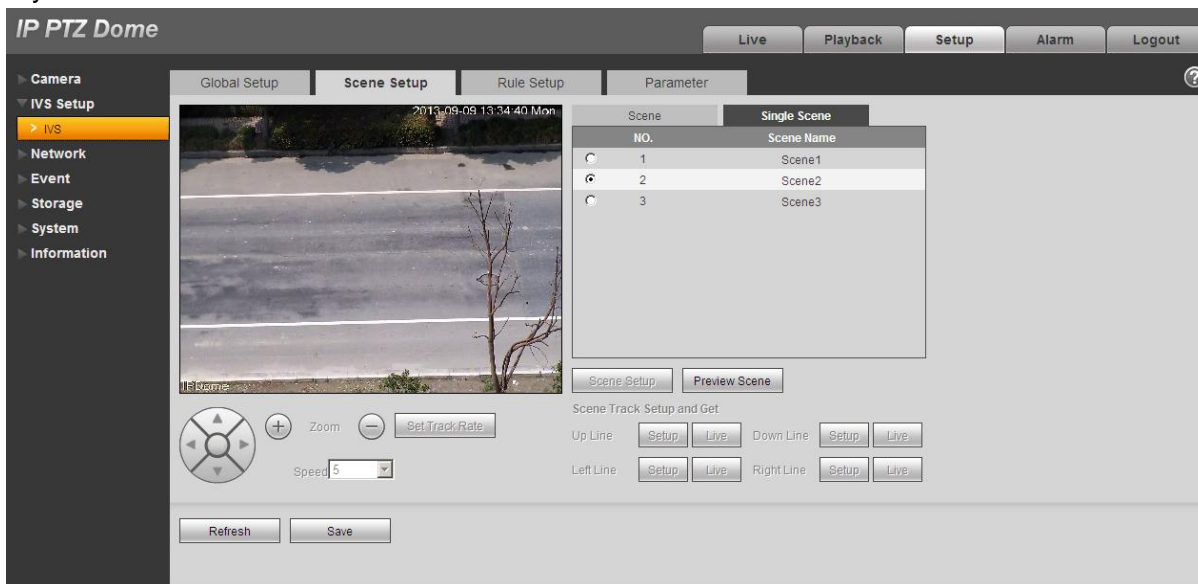 IP PTZ Dome
Live Playback Setup Alarm Logout
Camera
IVS Setup
> IVS
Network
Event
Storage
System
Information
Global Setup Scene Setup Rule Setup Parameter
2013-09-09 13:34:40 Mon
IPDome
Scene Single Scene
NO. Scene Name
1 Scene1
2 Scene2
3 Scene3
Scene Setup Preview Scene
Scene Track Setup and Get
Up Line Setup Live Down Line Setup Live
Left Line Setup Live Right Line Setup Live
Zoom Set Track Rate
Speed 5
Refresh Save